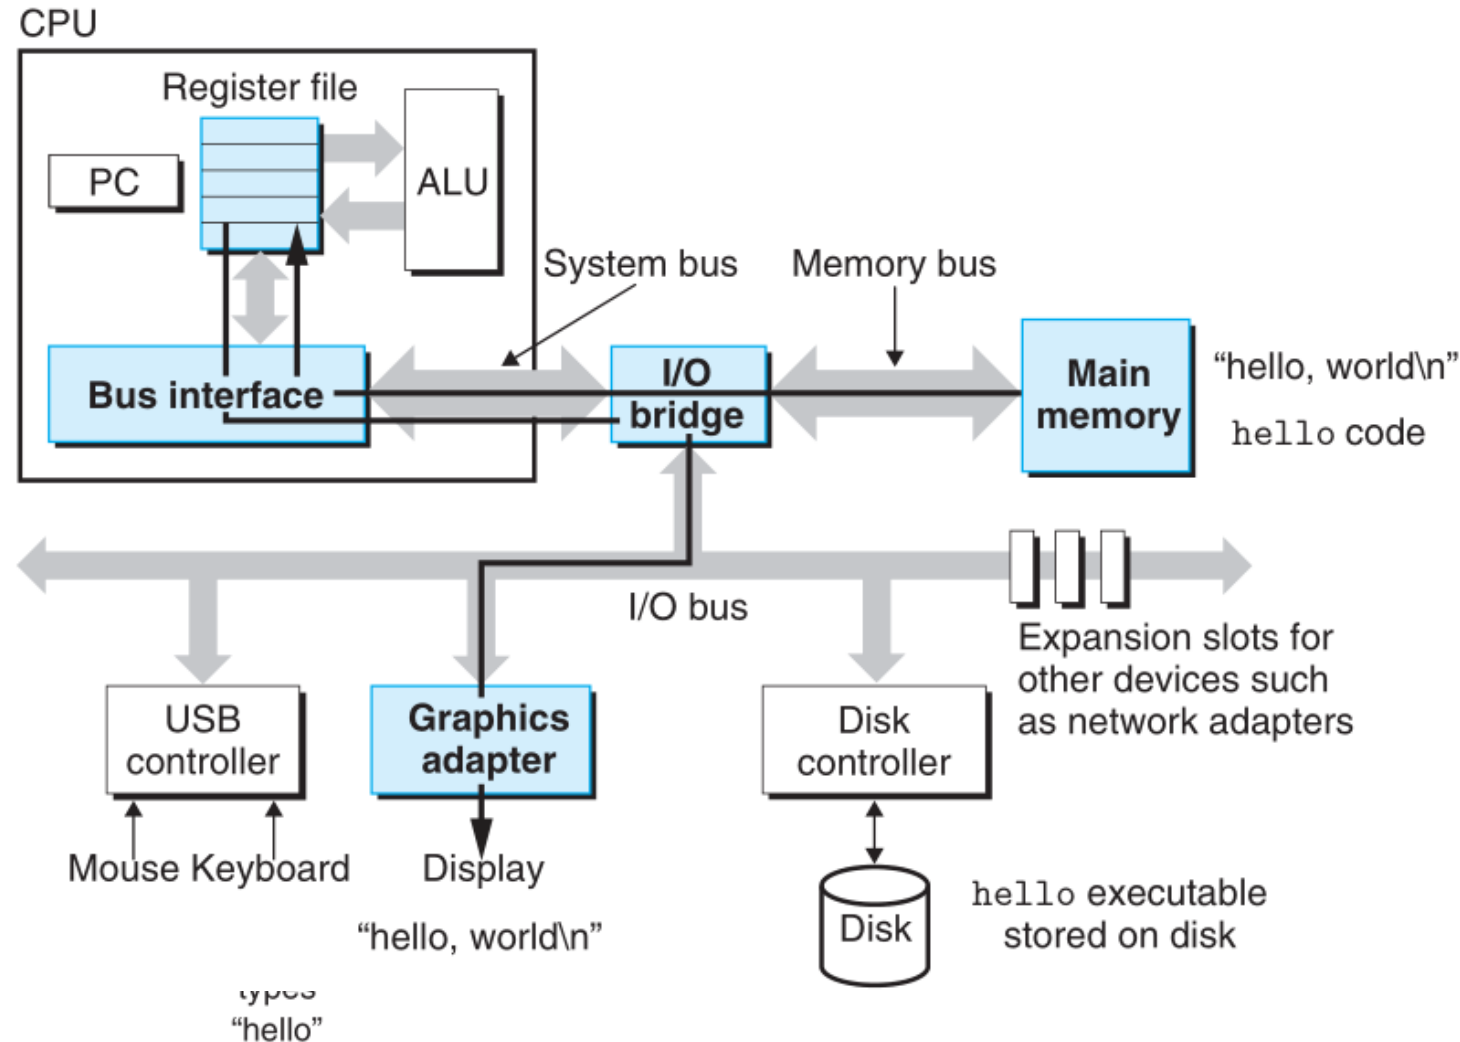 CPU
Register file
PC
ALU
System bus
Memory bus
Bus interface
I/O
bridge
Main
memory
“hello, world\n”
hello code
I/O bus
Expansion slots for
other devices such
as network adapters
USB
controller
Graphics
adapter
Disk
controller
Mouse Keyboard
Display
“hello, world\n”
Disk
hello executable
stored on disk
types
“hello”